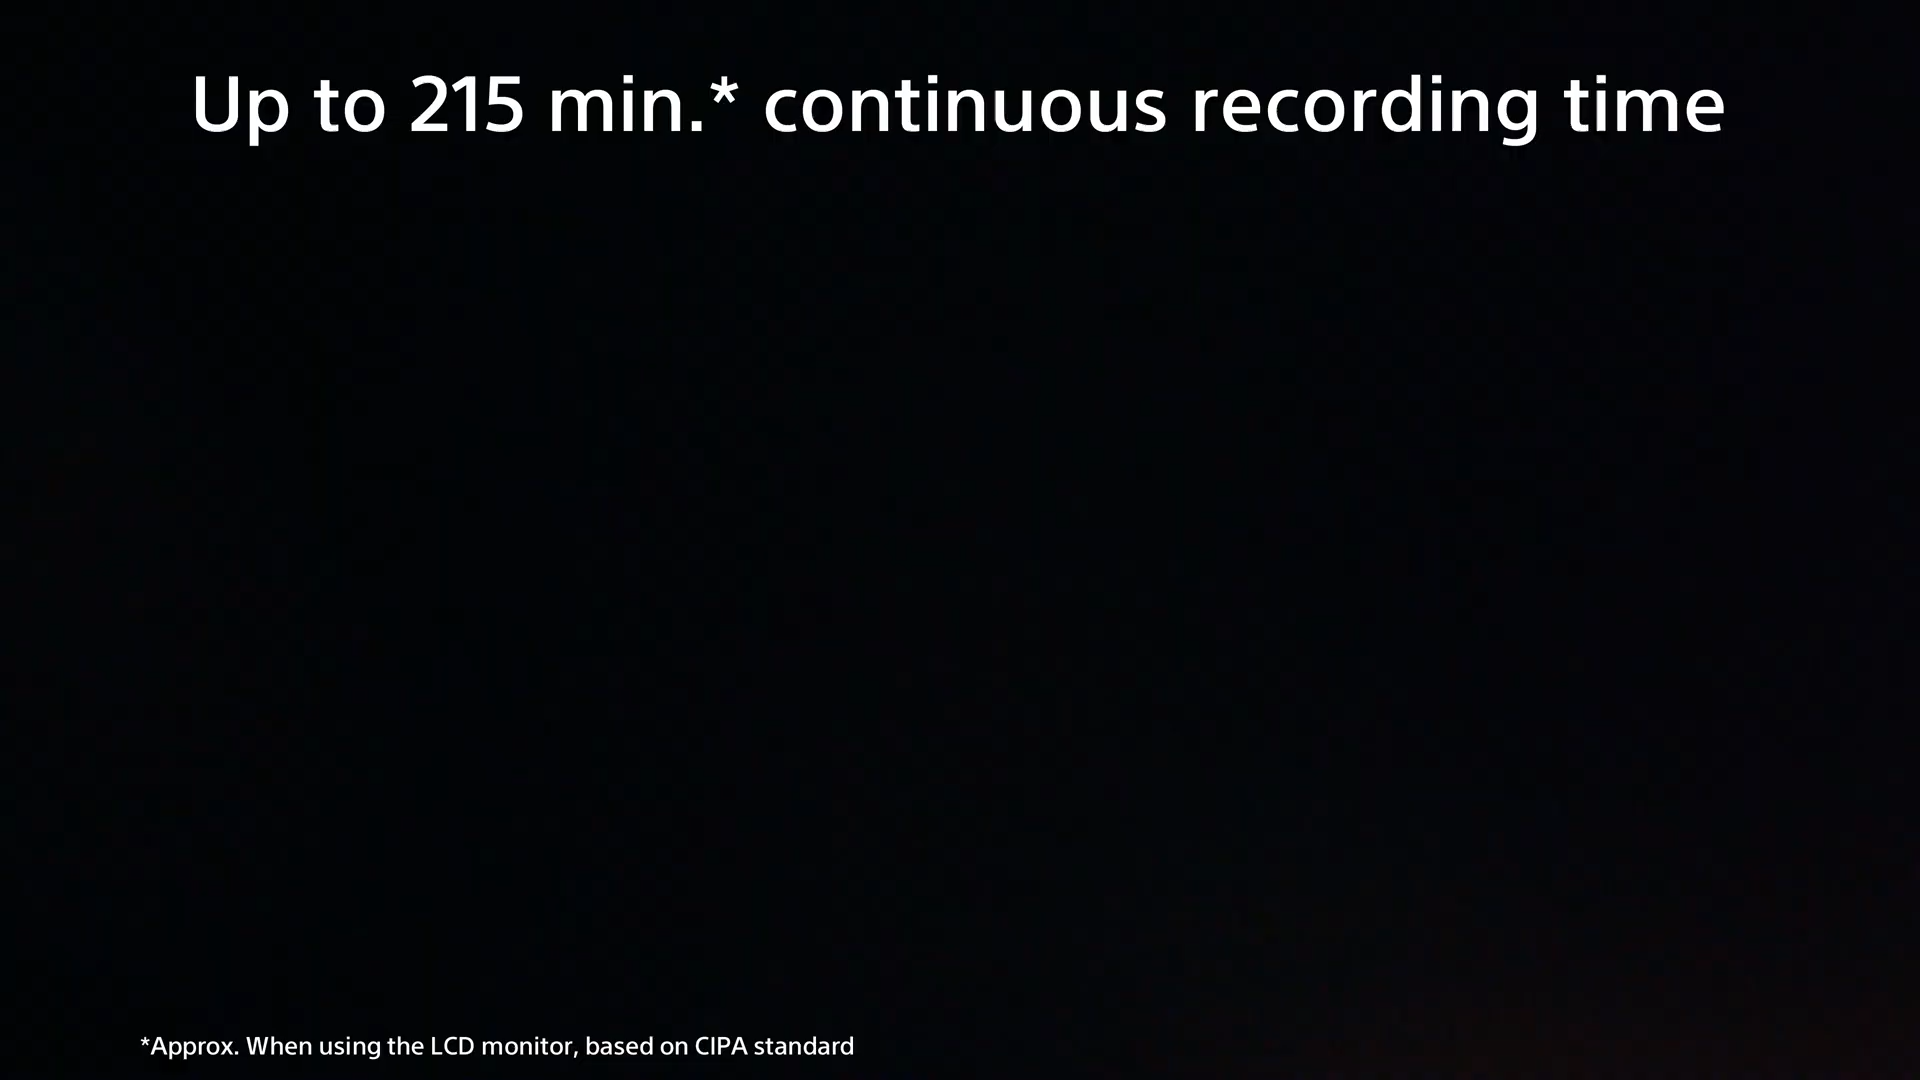 Up to 215 min.* continuous recording time
*Approx. When using the LCD monitor, based on CIPA standard